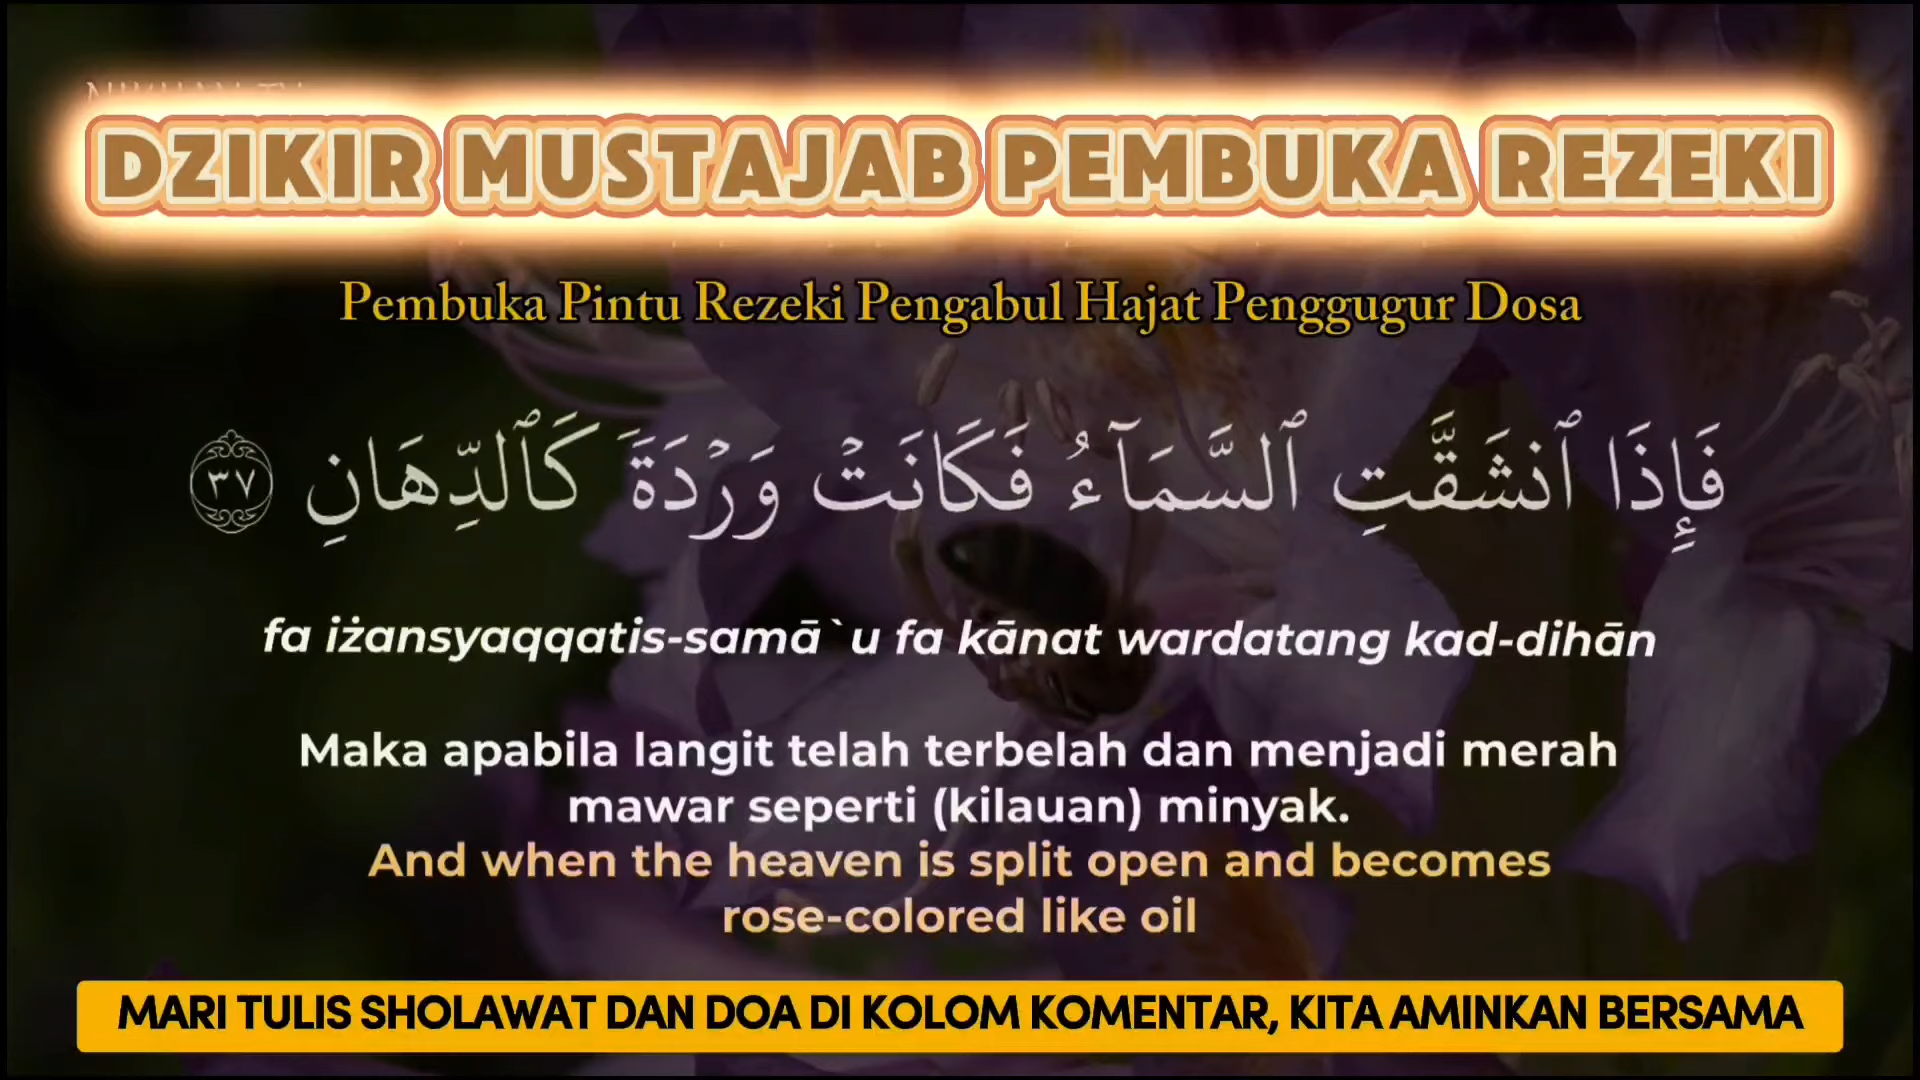 DZIKIR MUSTAJAB PEMBUKA REZEKI
Pembuka Pintu Rezeki Pengabul Hajat Penggugur Dosa
فَإِذَا ٱنشَقَّتِ ٱلسَّمَآءُ فَكَانَتْ وَرْدَةً كَٱلدِّهَانِ ٣٧
fa iżansyaqqatis-samā`u fa kānat wardatang kad-dihān
Maka apabila langit telah terbelah dan menjadi merah
mawar seperti (kilauan) minyak.
And when the heaven is split open and becomes
rose-colored like oil
MARI TULIS SHOLAWAT DAN DOA DI KOLOM KOMENTAR, KITA AMINKAN BERSAMA